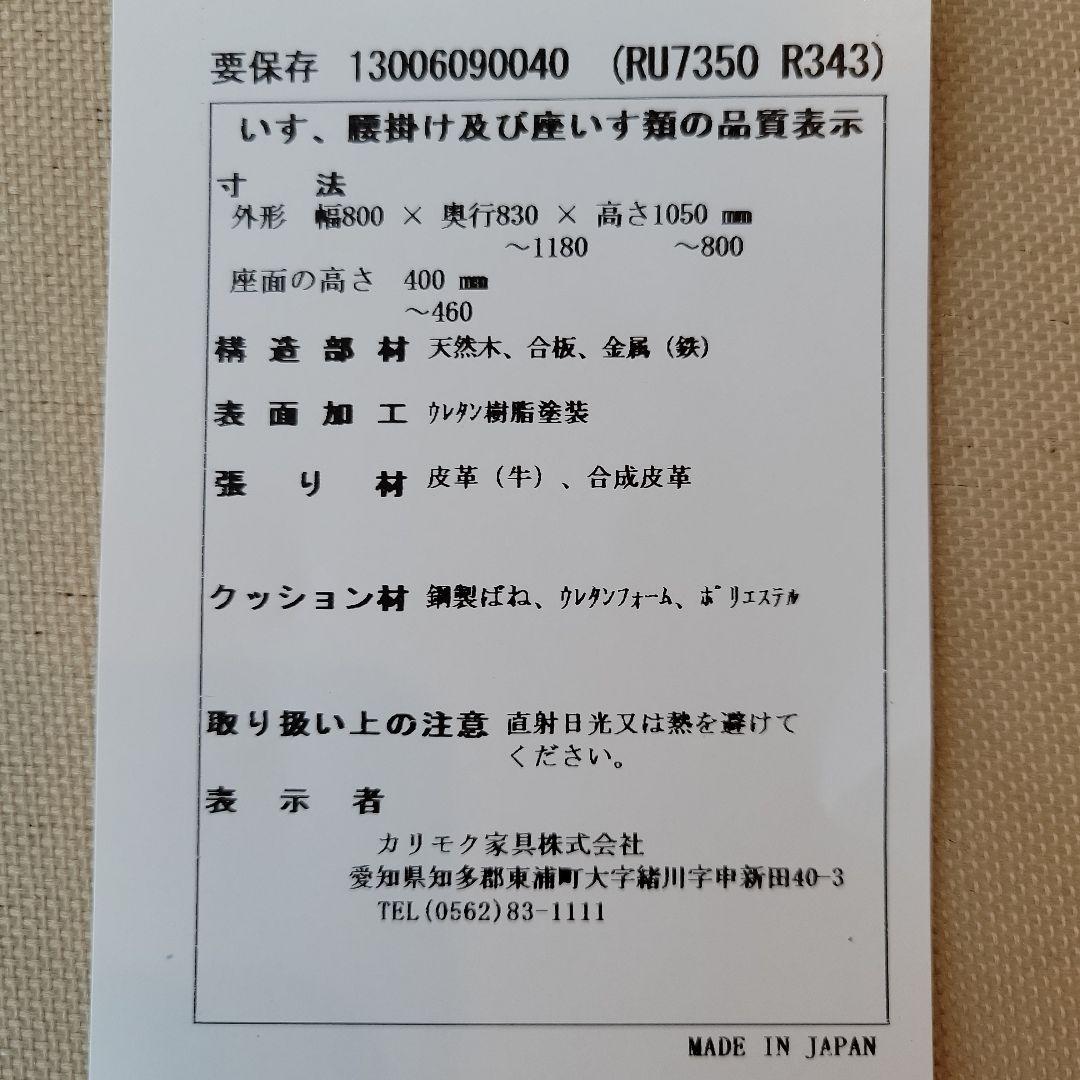 要保存 13006090040 (RU7350 R343)
いす、腰掛け及び座いす類の品質表示
寸 法
外形 幅800 × 奥行830 × 高さ1050 mm
～1180 ～800
座面の高さ 400 mm
～460
構造部材 天然木、合板、金属（鉄）
表面加工 ｳﾚﾀﾝ樹脂塗装
張り材 皮革（牛）、合成皮革
クッション材 鋼製ばね、ｳﾚﾀﾝﾌｫｰﾑ、ﾎﾟﾘｴｽﾃﾙ
取り扱い上の注意 直射日光又は熱を避けて
ください。
表示者
カリモク家具株式会社
愛知県知多郡東浦町大字緒川字申新田40-3
TEL(0562)83-1111
MADE IN JAPAN